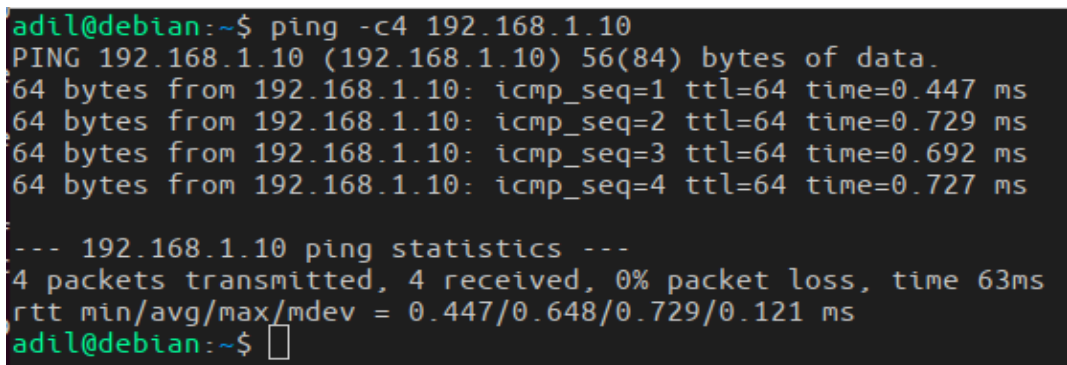 adil@debian:~$ ping -c4 192.168.1.10
PING 192.168.1.10 (192.168.1.10) 56(84) bytes of data.
64 bytes from 192.168.1.10: icmp_seq=1 ttl=64 time=0.447 ms
64 bytes from 192.168.1.10: icmp_seq=2 ttl=64 time=0.729 ms
64 bytes from 192.168.1.10: icmp_seq=3 ttl=64 time=0.692 ms
64 bytes from 192.168.1.10: icmp_seq=4 ttl=64 time=0.727 ms
--- 192.168.1.10 ping statistics ---
4 packets transmitted, 4 received, 0% packet loss, time 63ms
rtt min/avg/max/mdev = 0.447/0.648/0.729/0.121 ms
adil@debian:~$